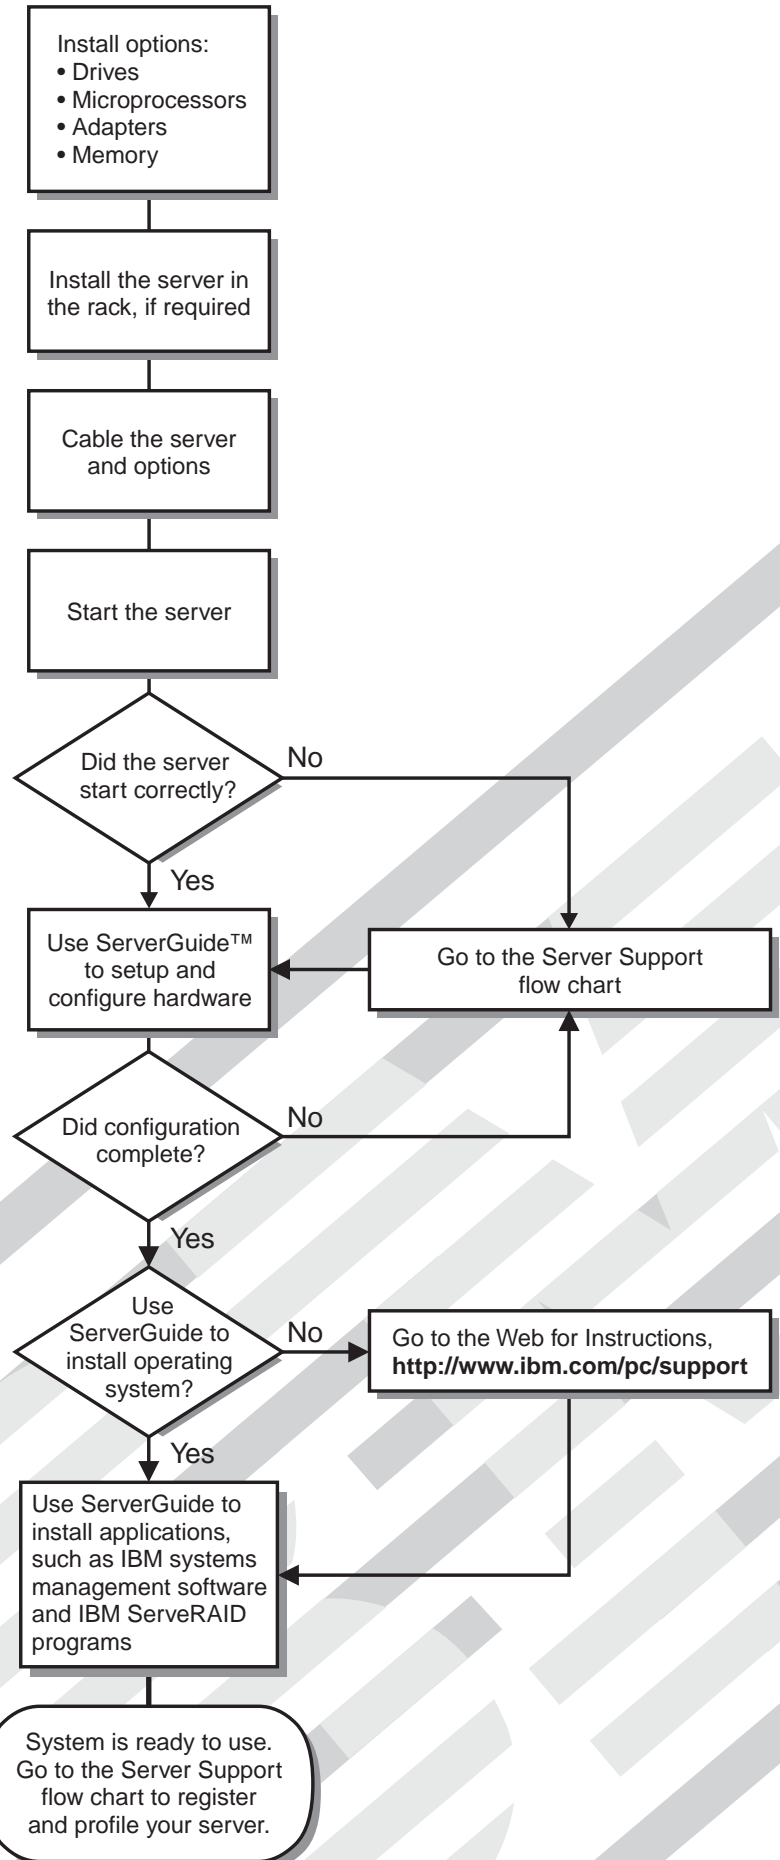 Install options:
• Drives
• Microprocessors
• Adapters
• Memory
Install the server in
the rack, if required
Cable the server
and options
Start the server
Did the server
start correctly?
No
Yes
Use ServerGuide™
to setup and
configure hardware
Go to the Server Support
flow chart
Did configuration
complete?
No
Yes
Use
ServerGuide to
install operating
system?
No
Go to the Web for Instructions,
http://www.ibm.com/pc/support
Yes
Use ServerGuide to
install applications,
such as IBM systems
management software
and IBM ServeRAID
programs
System is ready to use.
Go to the Server Support
flow chart to register
and profile your server.